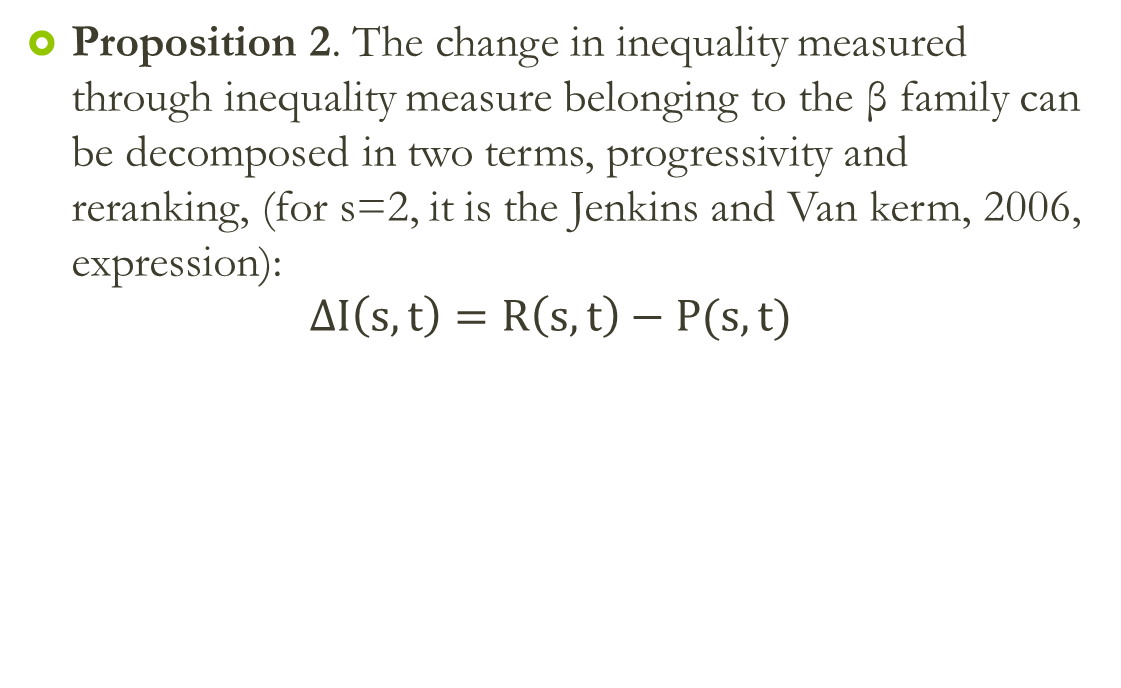 Proposition 2. The change in inequality measured
through inequality measure belonging to the β family can
be decomposed in two terms, progressivity and
reranking, (for s=2, it is the Jenkins and Van kerm, 2006,
expression):
ΔI(s, t) = R(s, t) − P(s, t)